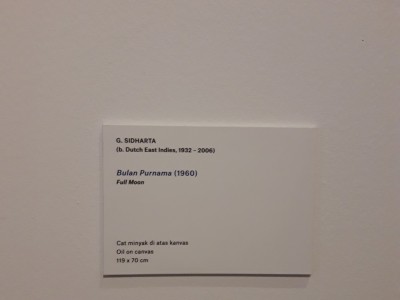 G. SIDHARTA
(b. Dutch East Indies, 1932 – 2006)
Bulan Purnama (1960)
Full Moon
Cat minyak di atas kanvas
Oil on canvas
119 x 70 cm